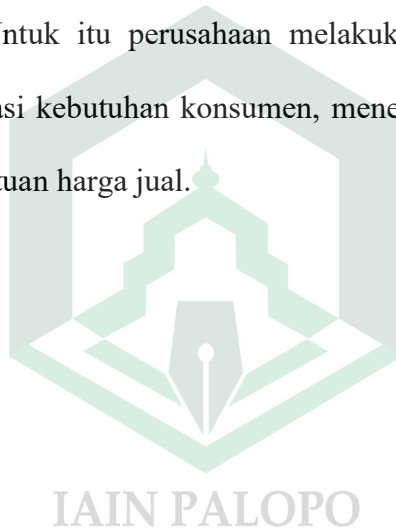 Untuk itu perusahaan melakuk
asi kebutuhan konsumen, mene
tuan harga jual.
IAIN PALOPO